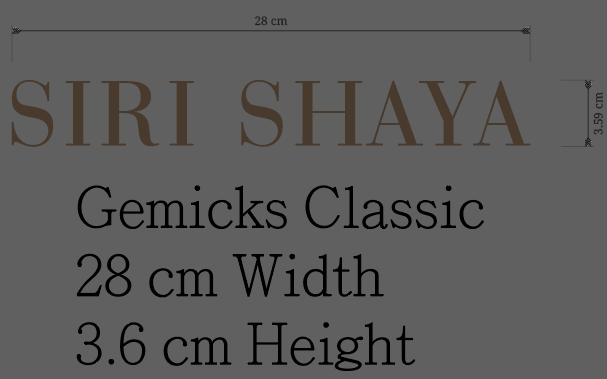 28 cm
SIRI SHAYA
3.59 cm
Gemicks Classic
28 cm Width
3.6 cm Height